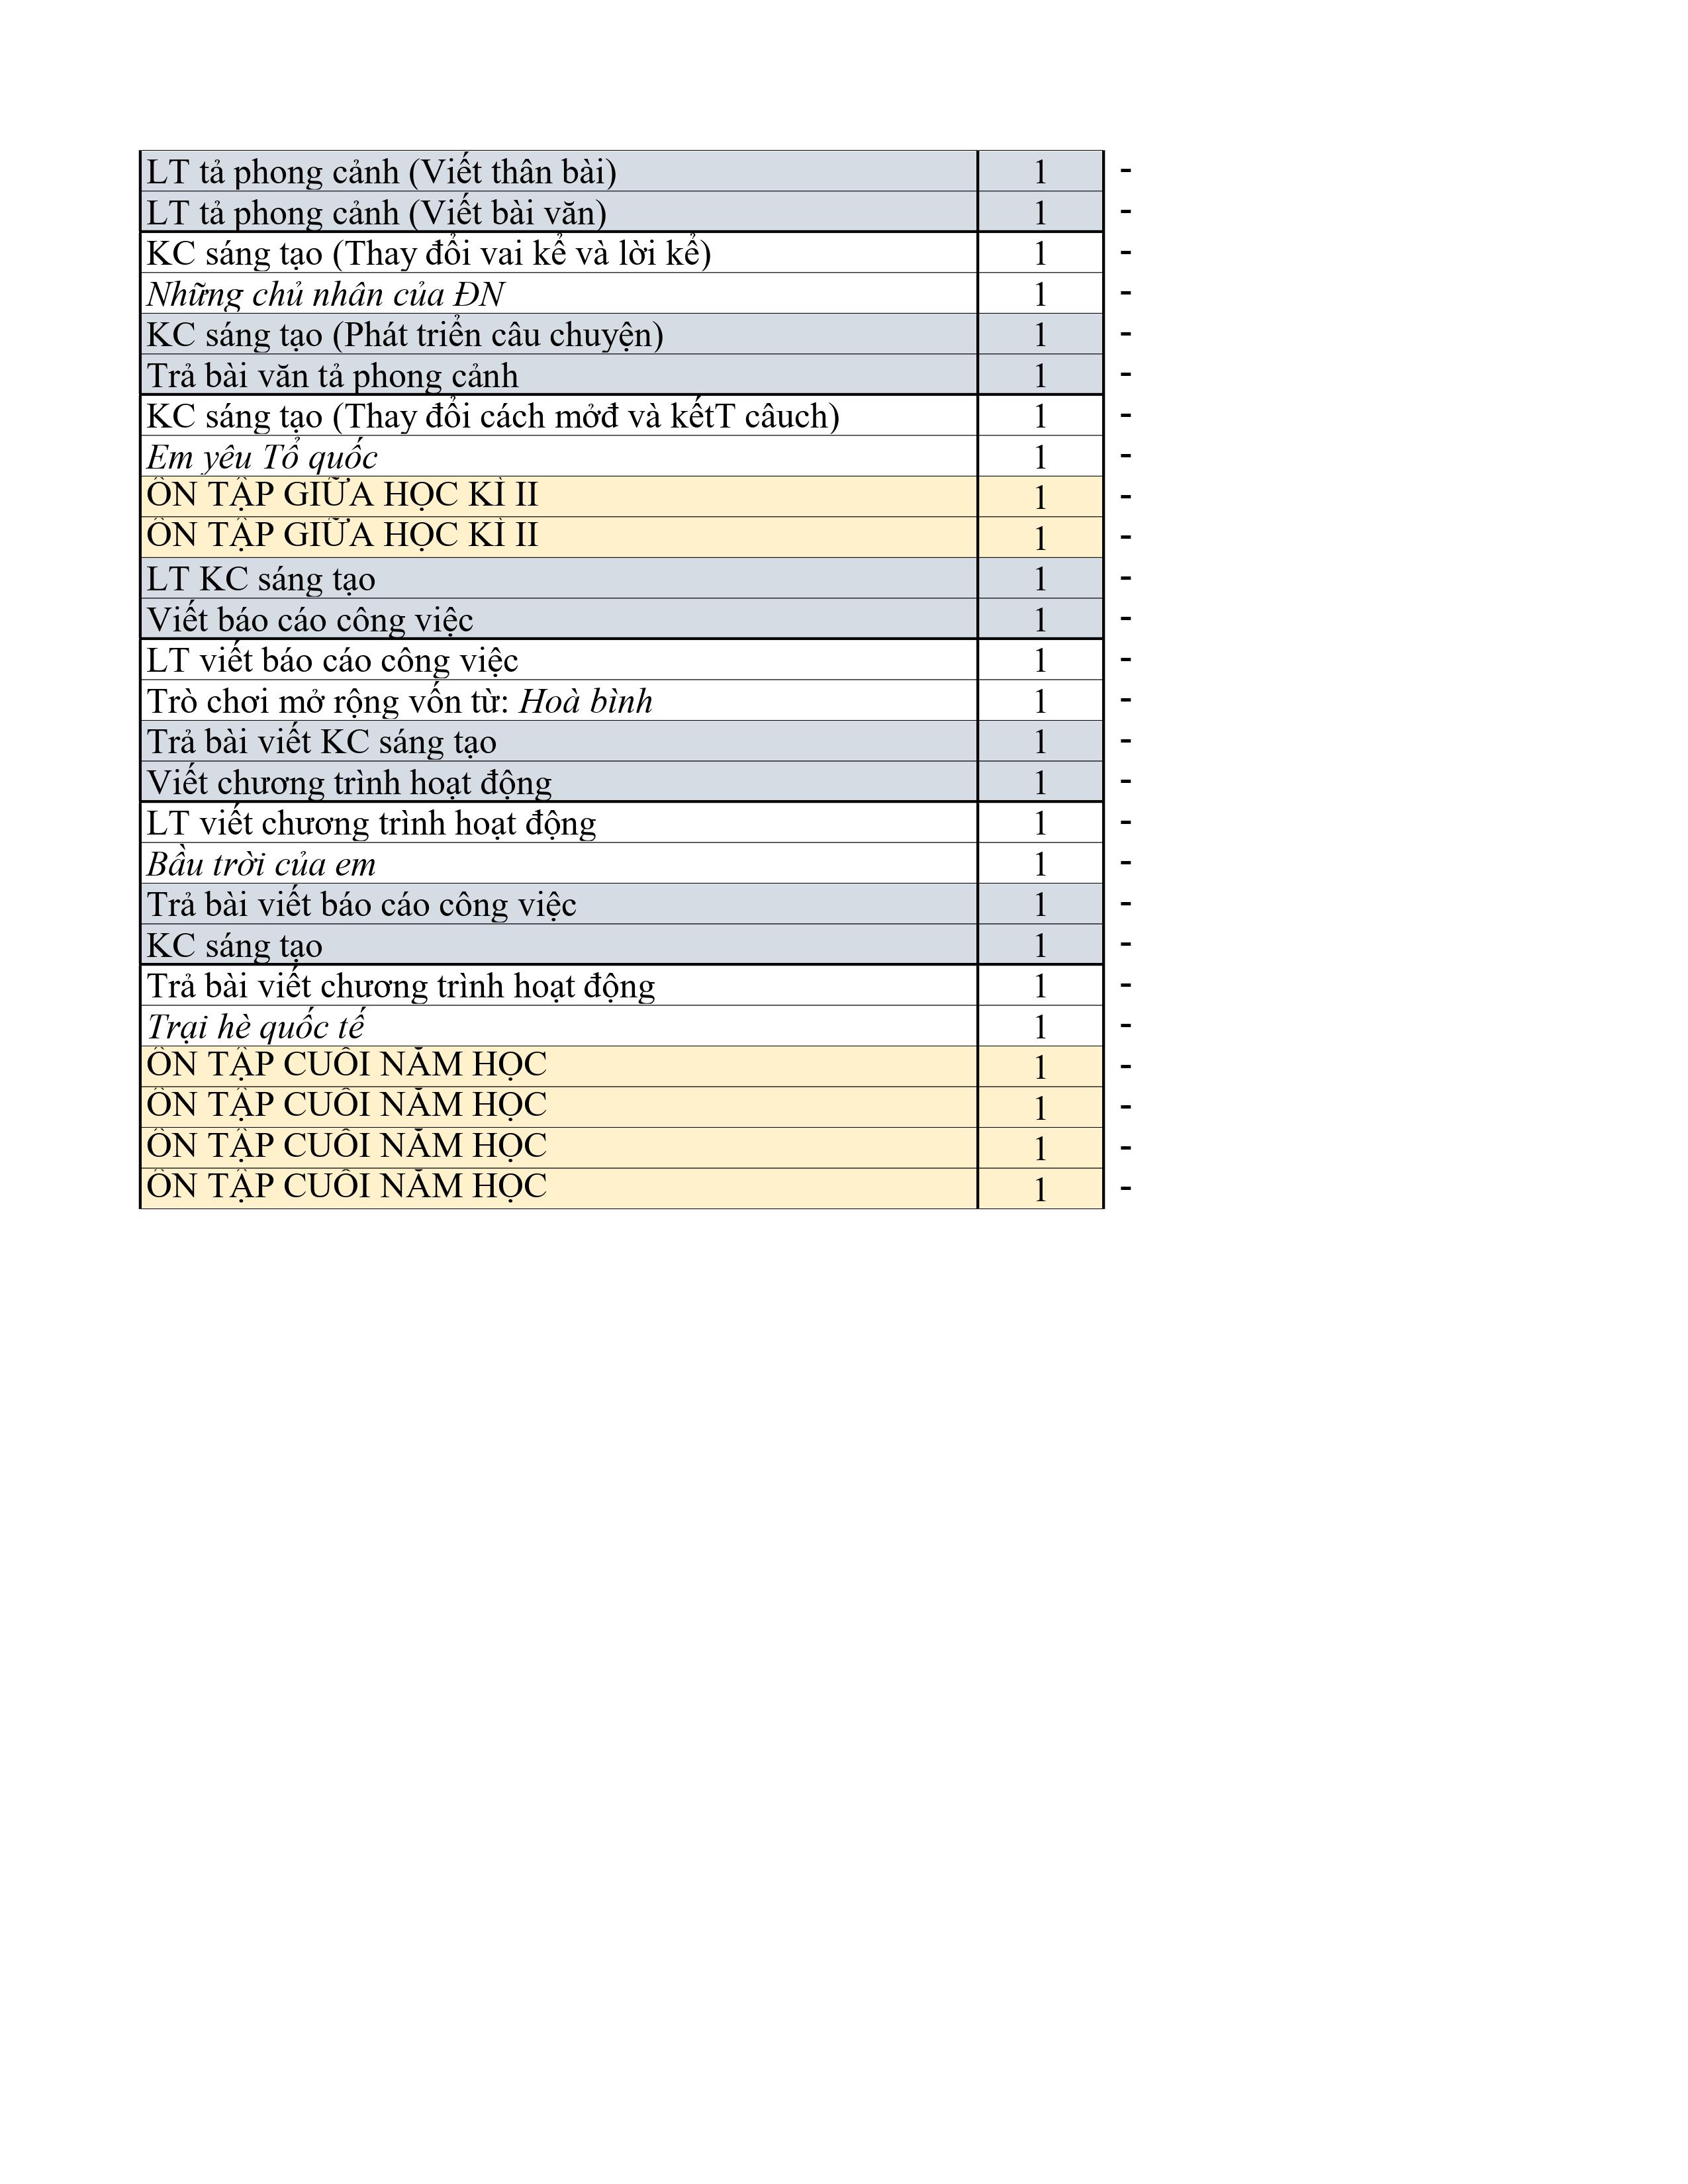 LT tả phong cảnh (Viết thân bài) 1 -
LT tả phong cảnh (Viết bài văn) 1 -
KC sáng tạo (Thay đổi vai kể và lời kể) 1 -
Những chủ nhân của ĐN 1 -
KC sáng tạo (Phát triển câu chuyện) 1 -
Trả bài văn tả phong cảnh 1 -
KC sáng tạo (Thay đổi cách mởđ và kếtT câuch) 1 -
Em yêu Tổ quốc 1 -
ÔN TẬP GIỮA HỌC KÌ II 1 -
ÔN TẬP GIỮA HỌC KÌ II 1 -
LT KC sáng tạo 1 -
Viết báo cáo công việc 1 -
LT viết báo cáo công việc 1 -
Trò chơi mở rộng vốn từ: Hoà bình 1 -
Trả bài viết KC sáng tạo 1 -
Viết chương trình hoạt động 1 -
LT viết chương trình hoạt động 1 -
Bầu trời của em 1 -
Trả bài viết báo cáo công việc 1 -
KC sáng tạo 1 -
Trả bài viết chương trình hoạt động 1 -
Trại hè quốc tế 1 -
ÔN TẬP CUỐI NĂM HỌC 1 -
ÔN TẬP CUỐI NĂM HỌC 1 -
ÔN TẬP CUỐI NĂM HỌC 1 -
ÔN TẬP CUỐI NĂM HỌC 1 -